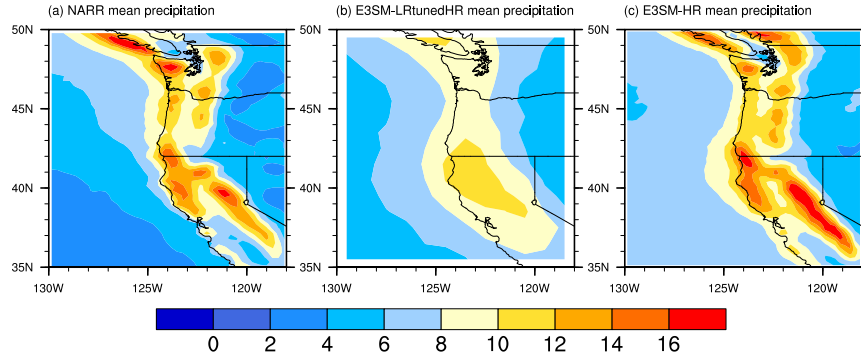 (a) NARR mean precipitation
(b) E3SM-LRtunedHR mean precipitation
(c) E3SM-HR mean precipitation
50N 50N 50N
45N 45N 45N
40N 40N 40N
35N 35N 35N
130W 125W 120W 130W 125W 120W 130W 125W 120W
0 2 4 6 8 10 12 14 16